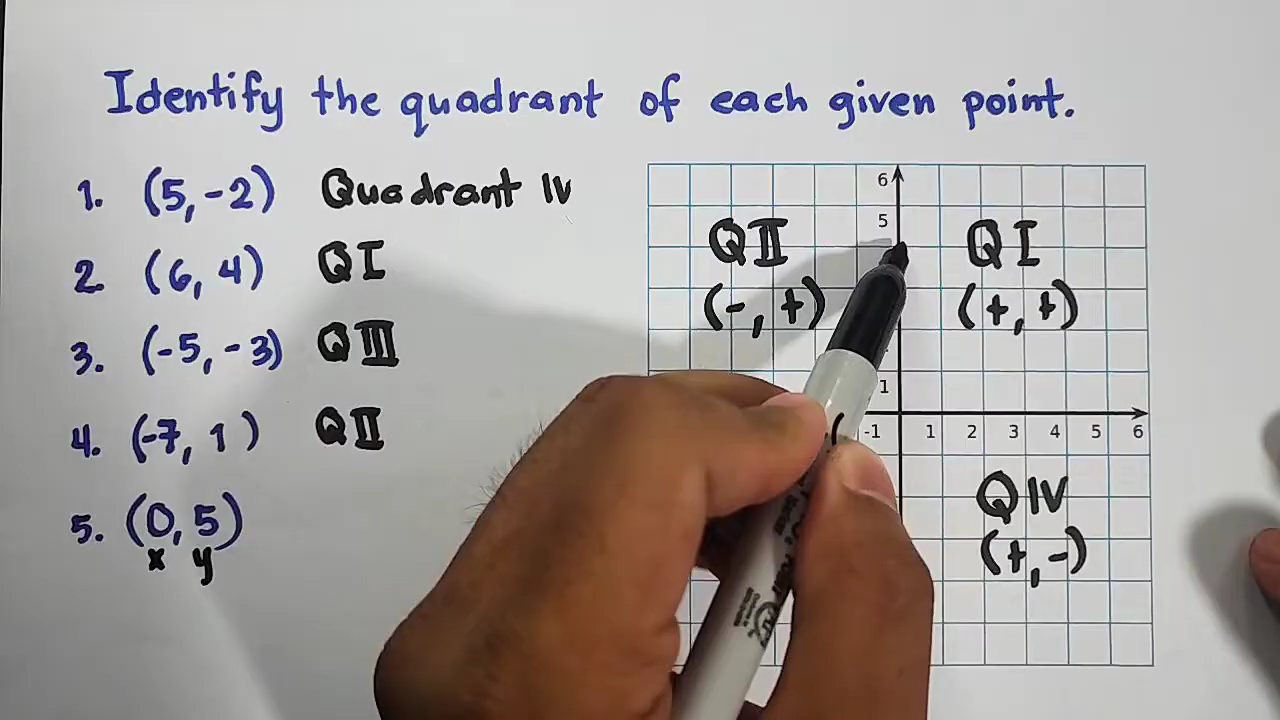 Identify the quadrant of each given point.
1. (5, -2) Quadrant IV
2. (6, 4) QI
3. (-5, -3) QIII
4. (-7, 1) QII
5. (0, 5)
x y
6
5
QII QI
(-, +) (+, +)
1
-1 1 2 3 4 5 6
QIV
(+, -)